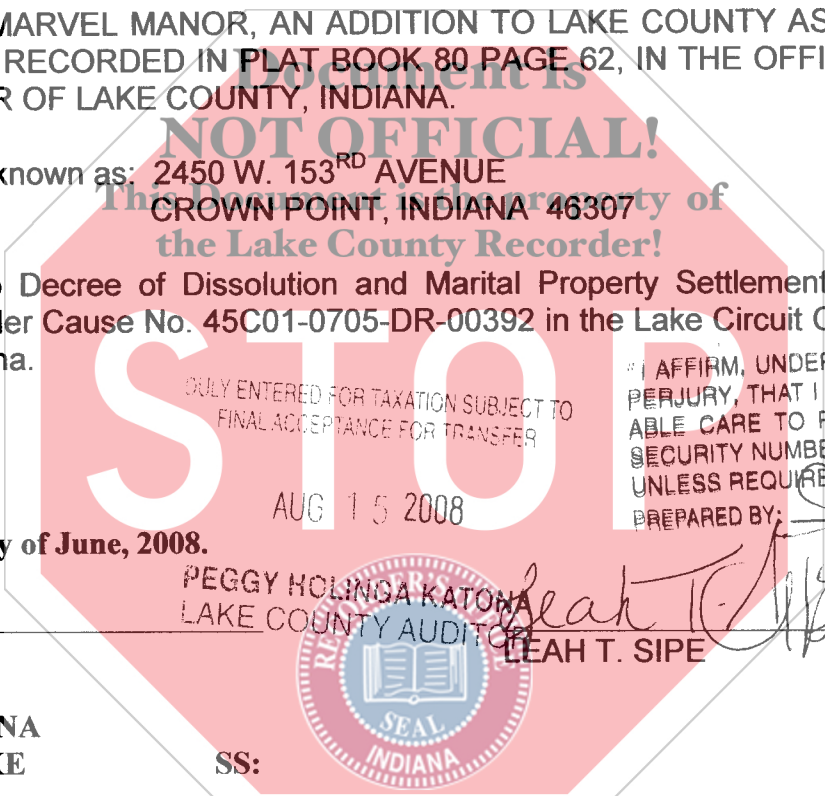 MARVEL MANOR, AN ADDITION TO LAKE COUNTY AS
RECORDED IN PLAT BOOK 80 PAGE 62, IN THE OFFI
R OF LAKE COUNTY, INDIANA.
Document is
NOT OFFICIAL!
known as: 2450 W. 153RD AVENUE
This Document is the property of
CROWN POINT, INDIANA 46307
the Lake County Recorder!
Decree of Dissolution and Marital Property Settlement
er Cause No. 45C01-0705-DR-00392 in the Lake Circuit C
na.
STOP
DULY ENTERED FOR TAXATION SUBJECT TO
FINAL ACCEPTANCE FOR TRANSFER
"I AFFIRM, UNDER
PERJURY, THAT I
ABLE CARE TO
SECURITY NUMBE
UNLESS REQUIRE
PREPARED BY:
AUG 15 2008
y of June, 2008.
PEGGY HOLINGA KATONA
LAKE COUNTY AUDITOR
Leah T.
LEAH T. SIPE
SEAL
INDIANA
NA
KE SS: